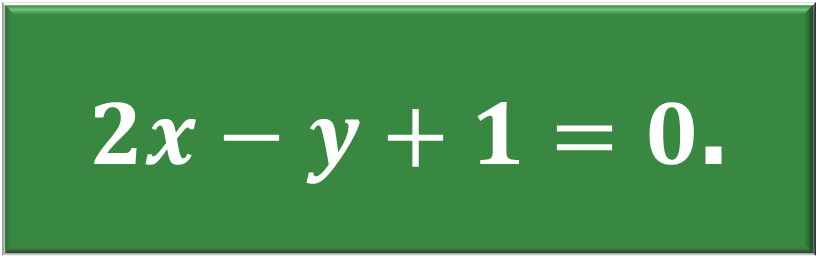 2x − y + 1 = 0.